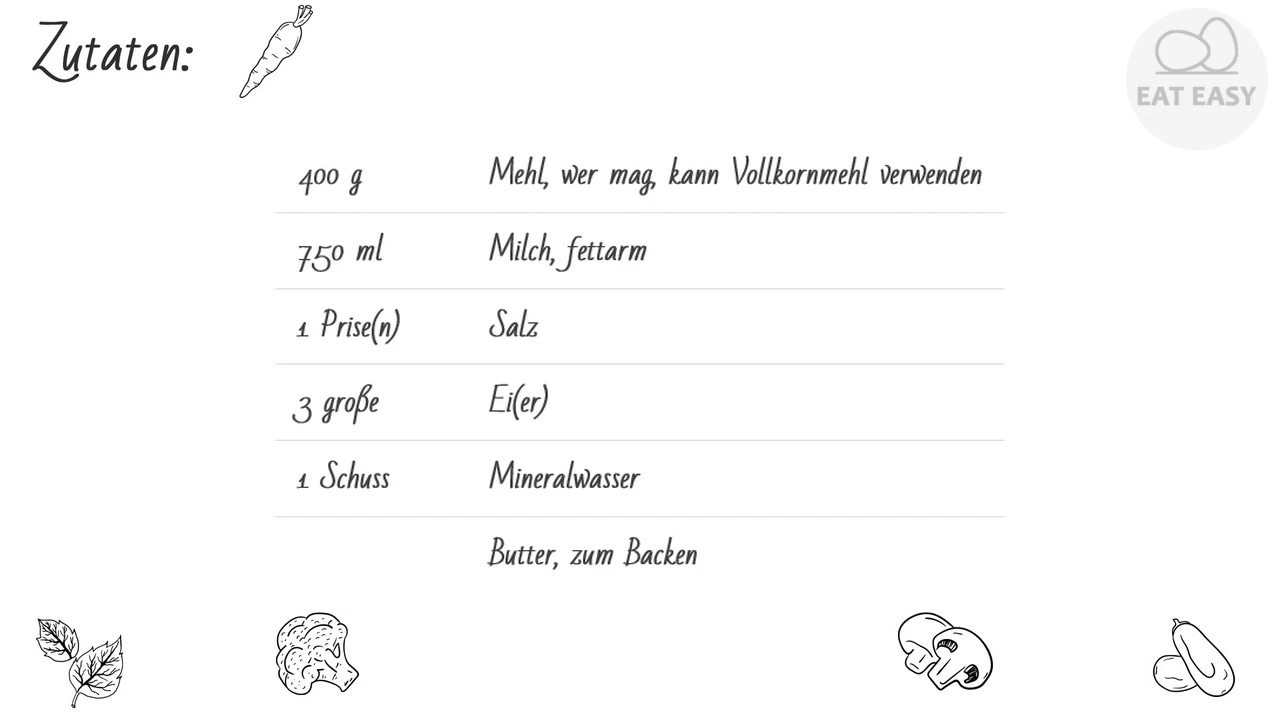 Zutaten:
EAT EASY
400 g Mehl, wer mag, kann Vollkornmehl verwenden
750 ml Milch, fettarm
1 Prise(n) Salz
3 große Ei(er)
1 Schuss Mineralwasser
Butter, zum Backen